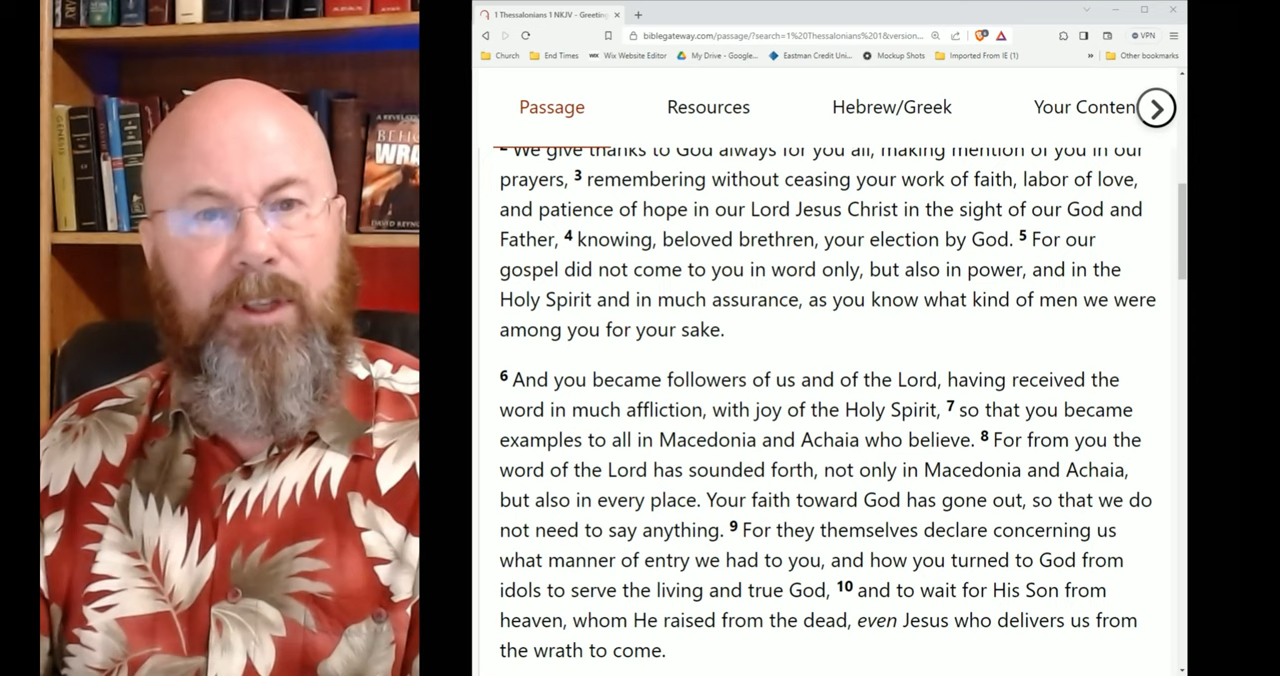 GENESIS
A REVELATI
BEFO
WRA
DAVID REYN
1 Thessalonians 1 NKJV - Greeting
biblegateway.com/passage/?search=1%20Thessalonians%201&version...
VPN
Church
End Times
WIX Wix Website Editor
My Drive - Google...
Eastman Credit Uni...
Mockup Shots
Imported From IE (1)
»
Other bookmarks
Passage
Resources
Hebrew/Greek
Your Conten
2 We give thanks to God always for you all, making mention of you in our
prayers, 3 remembering without ceasing your work of faith, labor of love,
and patience of hope in our Lord Jesus Christ in the sight of our God and
Father, 4 knowing, beloved brethren, your election by God. 5 For our
gospel did not come to you in word only, but also in power, and in the
Holy Spirit and in much assurance, as you know what kind of men we were
among you for your sake.
6 And you became followers of us and of the Lord, having received the
word in much affliction, with joy of the Holy Spirit, 7 so that you became
examples to all in Macedonia and Achaia who believe. 8 For from you the
word of the Lord has sounded forth, not only in Macedonia and Achaia,
but also in every place. Your faith toward God has gone out, so that we do
not need to say anything. 9 For they themselves declare concerning us
what manner of entry we had to you, and how you turned to God from
idols to serve the living and true God, 10 and to wait for His Son from
heaven, whom He raised from the dead, even Jesus who delivers us from
the wrath to come.